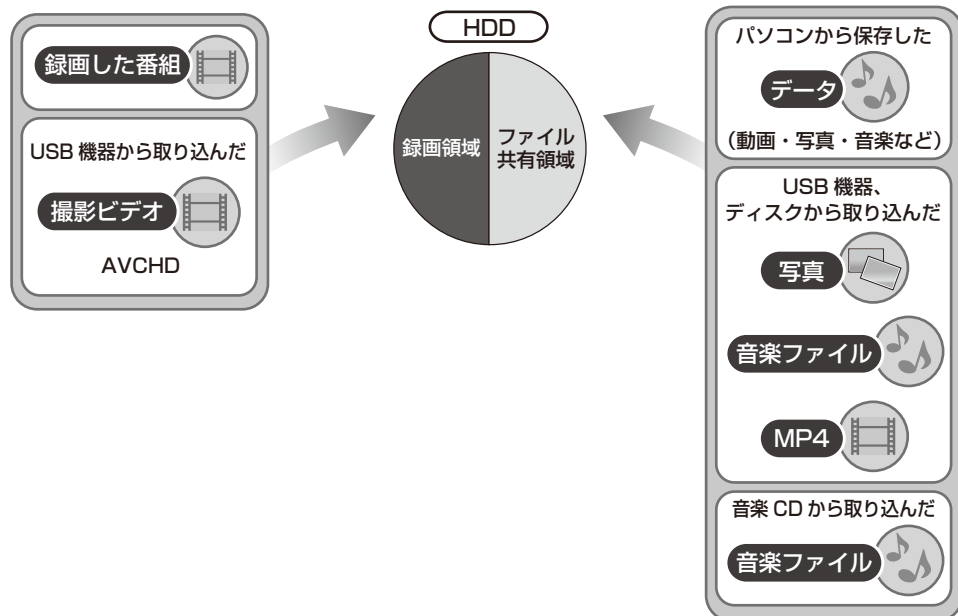 録画した番組
USB 機器から取り込んだ
撮影ビデオ
AVCHD
HDD
録画領域
ファイル
共有領域
パソコンから保存した
データ
（動画・写真・音楽など）
USB 機器、
ディスクから取り込んだ
写真
音楽ファイル
MP4
音楽 CD から取り込んだ
音楽ファイル